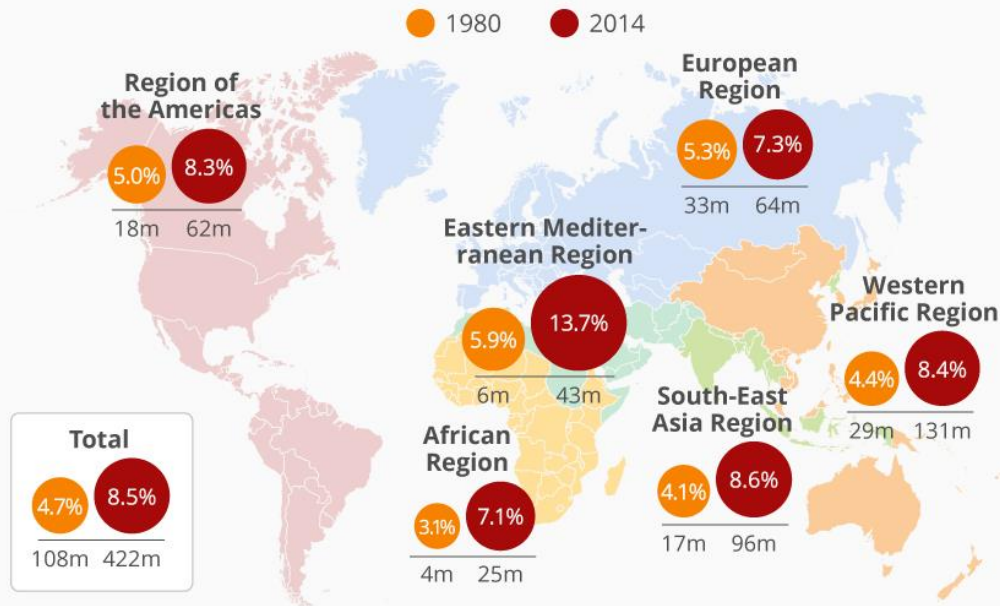 1980 2014
Region of
the Americas
5.0% 8.3%
18m 62m
European
Region
5.3% 7.3%
33m 64m
Eastern Mediter-
ranean Region
5.9% 13.7%
6m 43m
Western
Pacific Region
4.4% 8.4%
29m 131m
South-East
Asia Region
4.1% 8.6%
17m 96m
African
Region
3.1% 7.1%
4m 25m
Total
4.7% 8.5%
108m 422m